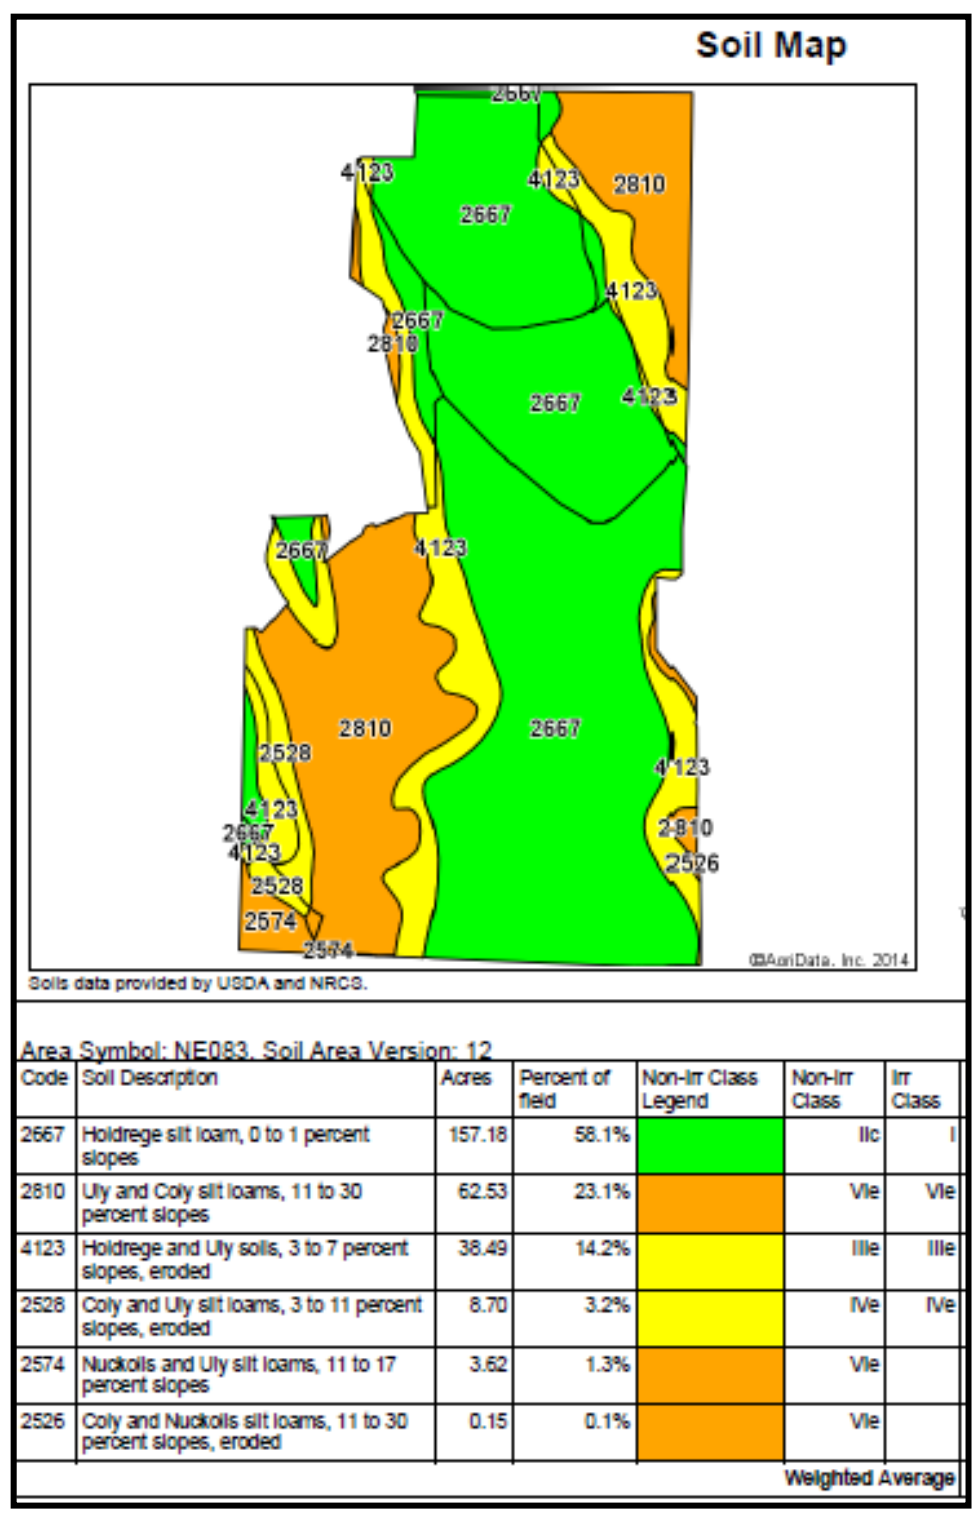 Soil Map
2667
4123
4123
2810
2667
4123
2667
2810
2667
4123
2667
4123
2810
2667
2528
4123
4123
2667
2810
4123
2526
2528
2574
2574
©AgriData, Inc. 2014
Soils data provided by USDA and NRCS.
Area Symbol: NE083, Soil Area Version: 12
Code Soil Description Acres Percent of field Non-Irr Class Legend Non-Irr Class Irr Class
2667 Holdrege silt loam, 0 to 1 percent slopes 157.18 58.1% IIc I
2810 Uly and Coly silt loams, 11 to 30 percent slopes 62.53 23.1% VIe VIe
4123 Holdrege and Uly soils, 3 to 7 percent slopes, eroded 38.49 14.2% IIIe IIIe
2528 Coly and Uly silt loams, 3 to 11 percent slopes, eroded 8.70 3.2% IVe IVe
2574 Nuckolls and Uly silt loams, 11 to 17 percent slopes 3.62 1.3% VIe
2526 Coly and Nuckolls silt loams, 11 to 30 percent slopes, eroded 0.15 0.1% VIe
Weighted Average